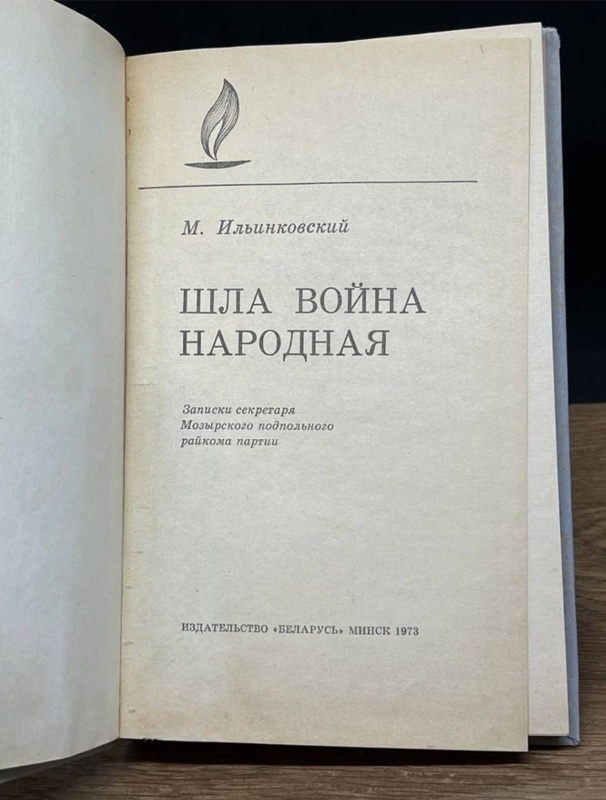 М. Ильинковский
ШЛА ВОЙНА
НАРОДНАЯ
Записки секретаря
Мозырского подпольного
райкома партии
ИЗДАТЕЛЬСТВО «БЕЛАРУСЬ» МИНСК 1973